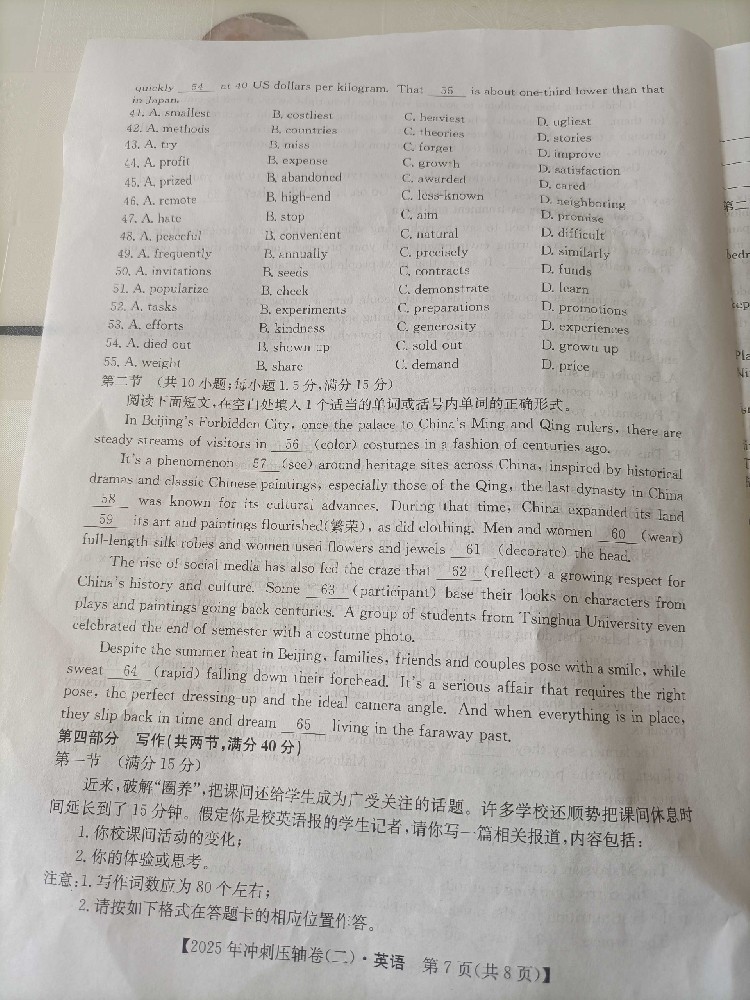 quickly 54 at 40 US dollars per kilogram. That 55 is about one-third lower than that
in Japan.
41. A. smallest B. costliest C. heaviest D. ugliest
42. A. methods B. countries C. theories D. stories
43. A. try B. miss C. forget D. improve
44. A. profit B. expense C. growth D. satisfaction
45. A. prized B. abandoned C. awarded D. cared
46. A. remote B. high-end C. less-known D. neighboring
47. A. hate B. stop C. aim D. promise
48. A. peaceful B. convenient C. natural D. difficult
49. A. frequently B. annually C. precisely D. similarly
50. A. invitations B. seeds C. contracts D. funds
51. A. popularize B. check C. demonstrate D. learn
52. A. tasks B. experiments C. preparations D. promotions
53. A. efforts B. kindness C. generosity D. experiences
54. A. died out B. shown up C. sold out D. grown up
55. A. weight B. share C. demand D. price
第二节 (共10小题;每小题1.5分,满分15分)
阅读下面短文,在空白处填入1个适当的单词或括号内单词的正确形式。
In Beijing's Forbidden City, once the palace to China's Ming and Qing rulers, there are
steady streams of visitors in 56 (color) costumes in a fashion of centuries ago.
It's a phenomenon 57 (see) around heritage sites across China, inspired by historical
dramas and classic Chinese paintings, especially those of the Qing, the last dynasty in China
58 was known for its cultural advances. During that time, China expanded its land
59 its art and paintings flourished(繁荣), as did clothing. Men and women 60 (wear)
full-length silk robes and women used flowers and jewels 61 (decorate) the head.
The rise of social media has also fed the craze that 62 (reflect) a growing respect for
China's history and culture. Some 63 (participant) base their looks on characters from
plays and paintings going back centuries. A group of students from Tsinghua University even
celebrated the end of semester with a costume photo.
Despite the summer heat in Beijing, families, friends and couples pose with a smile, while
sweat 64 (rapid) falling down their forehead. It's a serious affair that requires the right
pose, the perfect dressing-up and the ideal camera angle. And when everything is in place,
they slip back in time and dream 65 living in the faraway past.
第四部分 写作(共两节,满分40分)
第一节 (满分15分)
近来,破解“圈养”,把课间还给学生成为广受关注的话题。许多学校还顺势把课间休息时
间延长到了15分钟。假定你是校英语报的学生记者,请你写一篇相关报道,内容包括:
1. 你校课间活动的变化;
2. 你的体验或思考。
注意:1. 写作词数应为80个左右;
2. 请按如下格式在答题卡的相应位置作答。
【2025年冲刺压轴卷(二)·英语 第7页(共8页)】
第二